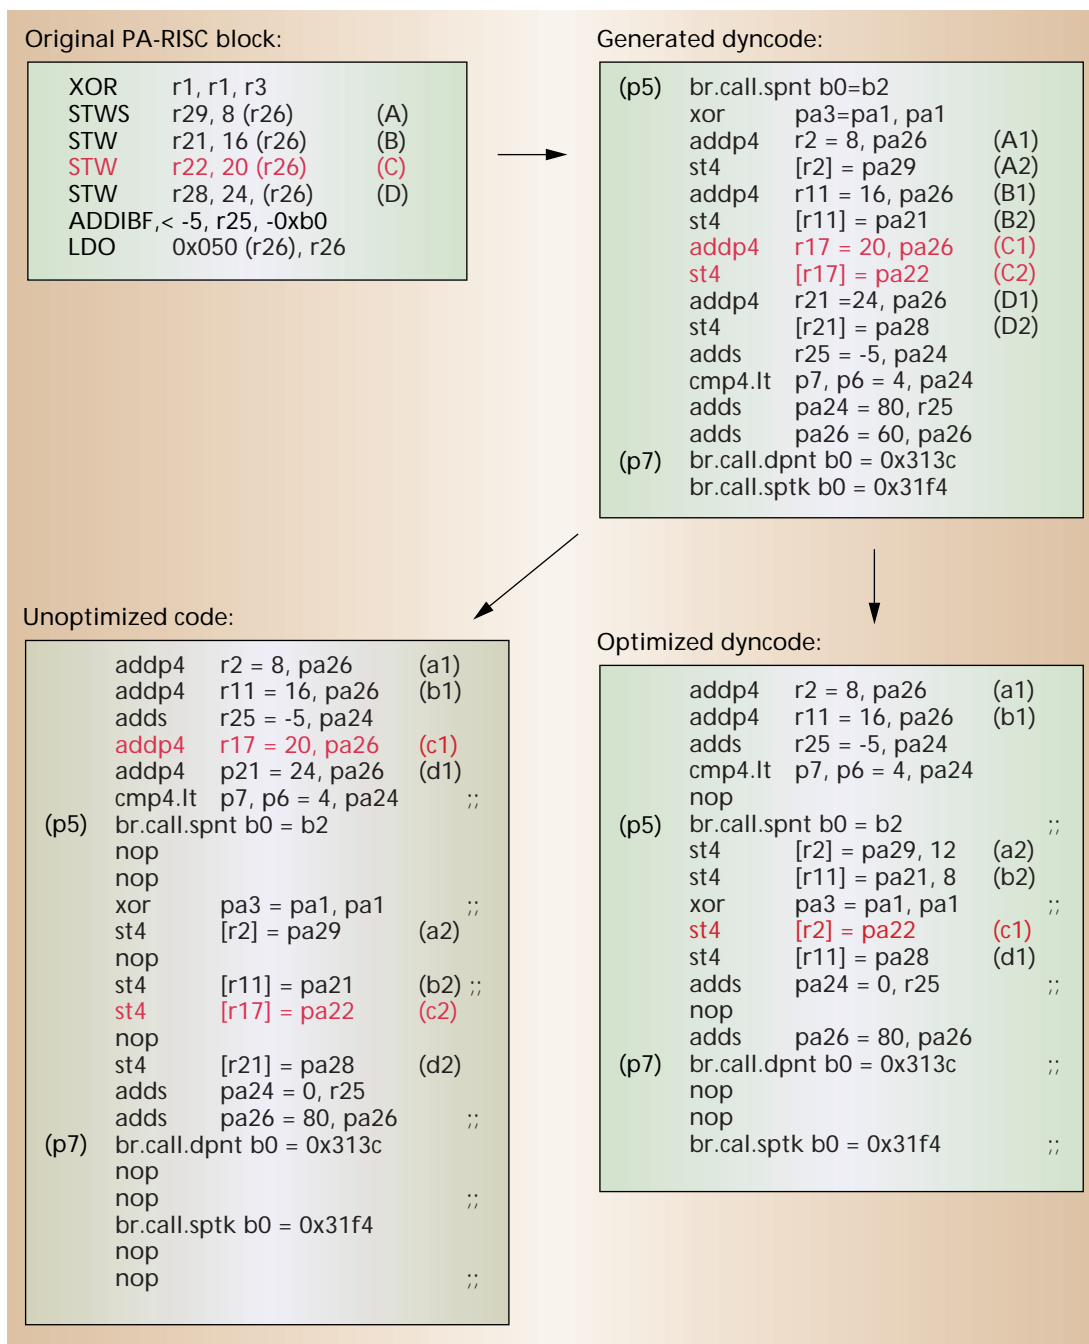 Original PA-RISC block:
XOR r1, r1, r3
STWS r29, 8 (r26) (A)
STW r21, 16 (r26) (B)
STW r22, 20 (r26) (C)
STW r28, 24, (r26) (D)
ADDIBF,< -5, r25, -0xb0
LDO 0x050 (r26), r26
Generated dyncode:
(p5) br.call.spnt b0=b2
xor pa3=pa1, pa1
addp4 r2 = 8, pa26 (A1)
st4 [r2] = pa29 (A2)
addp4 r11 = 16, pa26 (B1)
st4 [r11] = pa21 (B2)
addp4 r17 = 20, pa26 (C1)
st4 [r17] = pa22 (C2)
addp4 r21 =24, pa26 (D1)
st4 [r21] = pa28 (D2)
adds r25 = -5, pa24
cmp4.lt p7, p6 = 4, pa24
adds pa24 = 80, r25
adds pa26 = 60, pa26
(p7) br.call.dpnt b0 = 0x313c
br.call.sptk b0 = 0x31f4
Unoptimized code:
addp4 r2 = 8, pa26 (a1)
addp4 r11 = 16, pa26 (b1)
adds r25 = -5, pa24
addp4 r17 = 20, pa26 (c1)
addp4 p21 = 24, pa26 (d1)
cmp4.lt p7, p6 = 4, pa24 ;;
(p5) br.call.spnt b0 = b2
nop
nop
xor pa3 = pa1, pa1 ;;
st4 [r2] = pa29 (a2)
nop
st4 [r11] = pa21 (b2) ;;
st4 [r17] = pa22 (c2)
nop
st4 [r21] = pa28 (d2)
adds pa24 = 0, r25
adds pa26 = 80, pa26 ;;
(p7) br.call.dpnt b0 = 0x313c
nop
nop ;;
br.call.sptk b0 = 0x31f4
nop
nop ;;
Optimized dyncode:
addp4 r2 = 8, pa26 (a1)
addp4 r11 = 16, pa26 (b1)
adds r25 = -5, pa24
cmp4.lt p7, p6 = 4, pa24
nop
(p5) br.call.spnt b0 = b2 ;;
st4 [r2] = pa29, 12 (a2)
st4 [r11] = pa21, 8 (b2)
xor pa3 = pa1, pa1 ;;
st4 [r2] = pa22 (c1)
st4 [r11] = pa28 (d1)
adds pa24 = 0, r25 ;;
nop
adds pa26 = 80, pa26
(p7) br.call.dpnt b0 = 0x313c ;;
nop
nop
br.cal.sptk b0 = 0x31f4 ;;